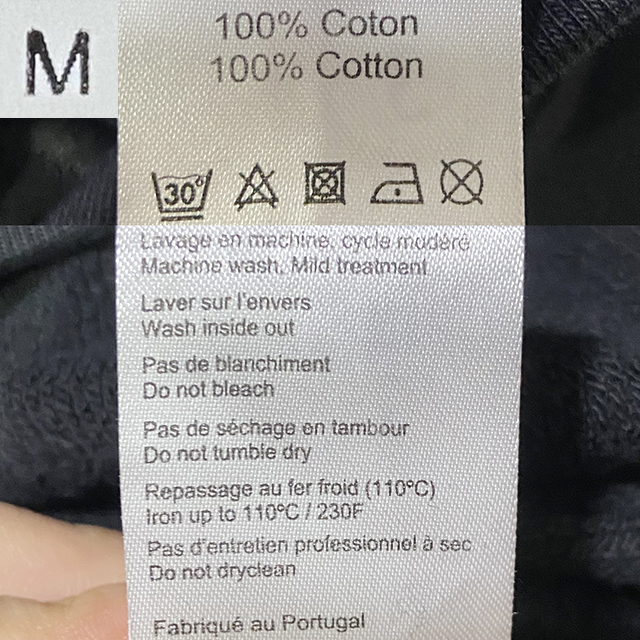 M
100% Coton
100% Cotton
30°
Lavage en machine, cycle modéré
Machine wash, Mild treatment
Laver sur l'envers
Wash inside out
Pas de blanchiment
Do not bleach
Pas de séchage en tambour
Do not tumble dry
Repassage au fer froid (110°C)
Iron up to 110°C / 230F
Pas d'entretien professionnel à sec
Do not dryclean
Fabriqué au Portugal